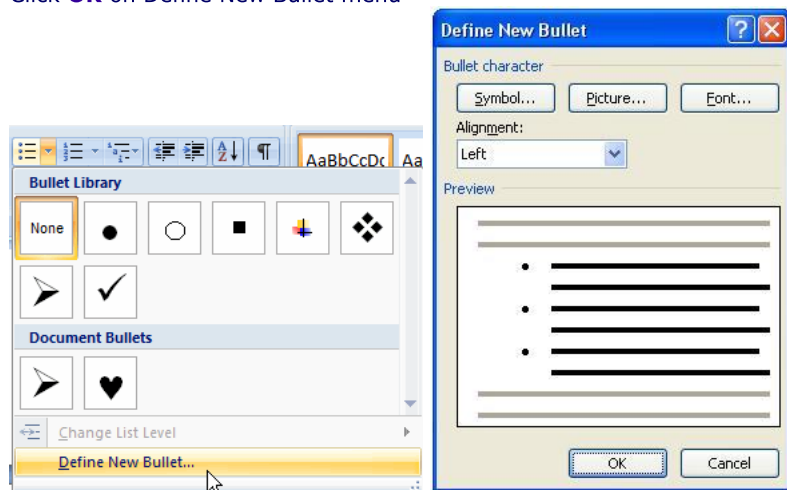 Click OK on Define New Bullet menu
AaBbCcDc Aa
Bullet Library
None
Document Bullets
Change List Level
Define New Bullet...
Define New Bullet
Bullet character
Symbol...
Picture...
Font...
Alignment:
Left
Preview
OK
Cancel